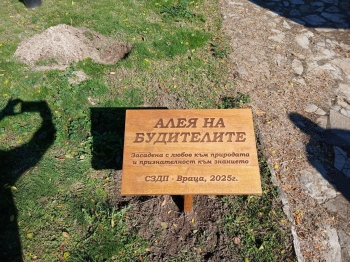 АЛЕЯ НА
БУДИТЕЛИТЕ
Засадена с любов към природата
и признателност към знанието
СЗДП - Враца, 2025г.